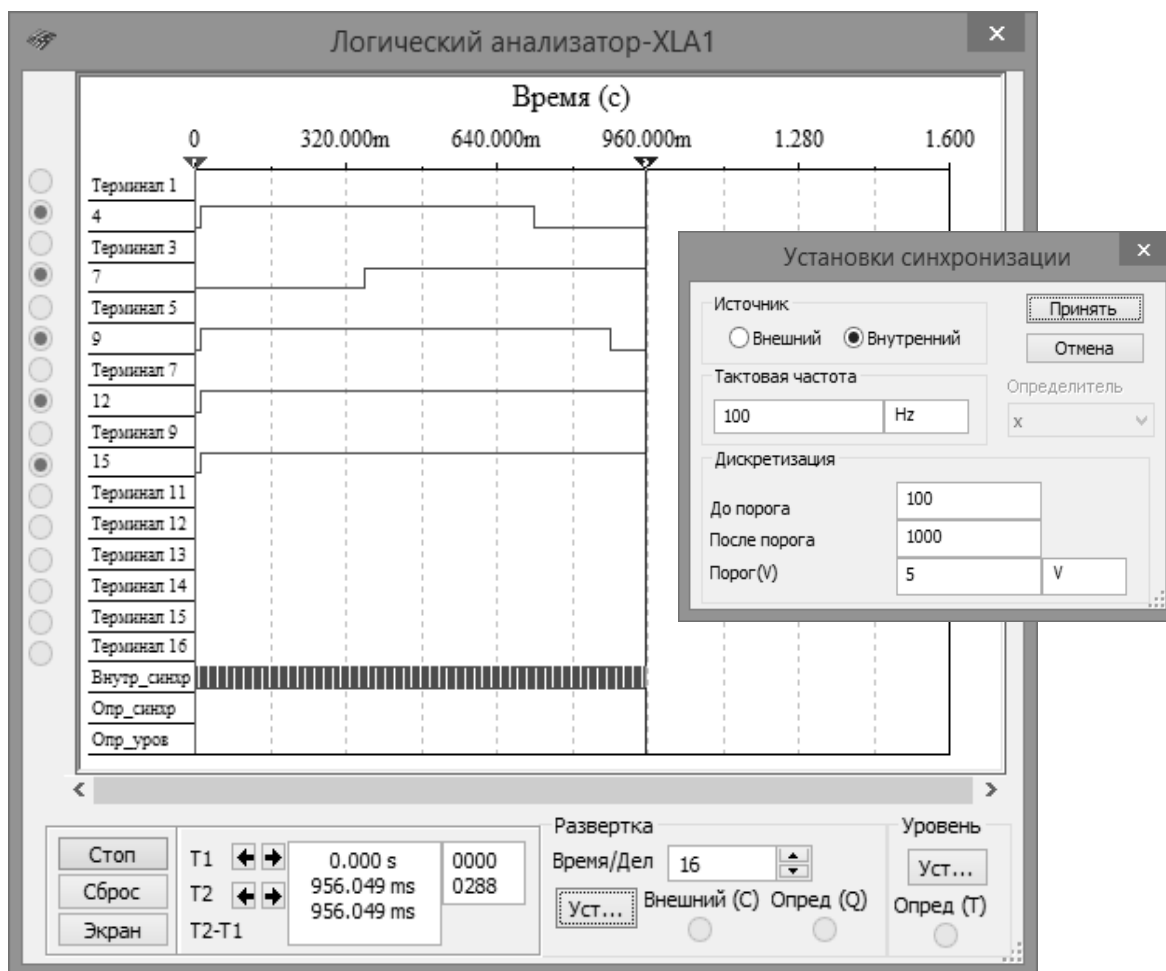 Логический анализатор-XLA1
Время (с)
0 320.000m 640.000m 960.000m 1.280 1.600
Терминал 1
4
Терминал 3
7
Терминал 5
9
Терминал 7
12
Терминал 9
15
Терминал 11
Терминал 12
Терминал 13
Терминал 14
Терминал 15
Терминал 16
Внутр_синхр
Опр_синхр
Опр_уров
Установки синхронизации
Источник
Внешний Внутренний
Принять
Отмена
Тактовая частота
100 Hz
Определитель
x
Дискретизация
До порога 100
После порога 1000
Порог(V) 5 V
Стоп
Сброс
Экран
T1 0.000 s 0000
T2 956.049 ms 0288
T2-T1 956.049 ms
Развертка
Время/Дел 16
Уст... Внешний (C) Опред (Q)
Уровень
Уст...
Опред (T)